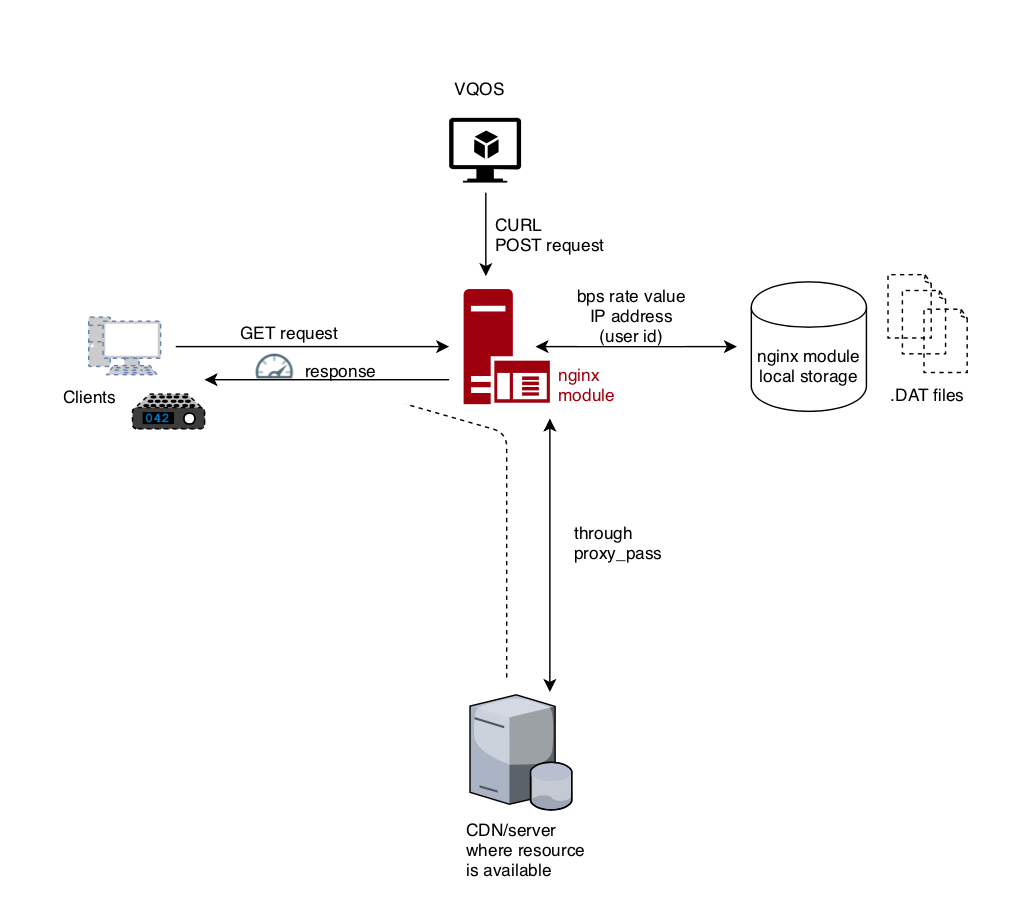 VQOS
CURL
POST request
bps rate value
IP address
(user id)
GET request
response
nginx module
local storage
nginx
module
.DAT files
Clients
042
through
proxy_pass
CDN/server
where resource
is available